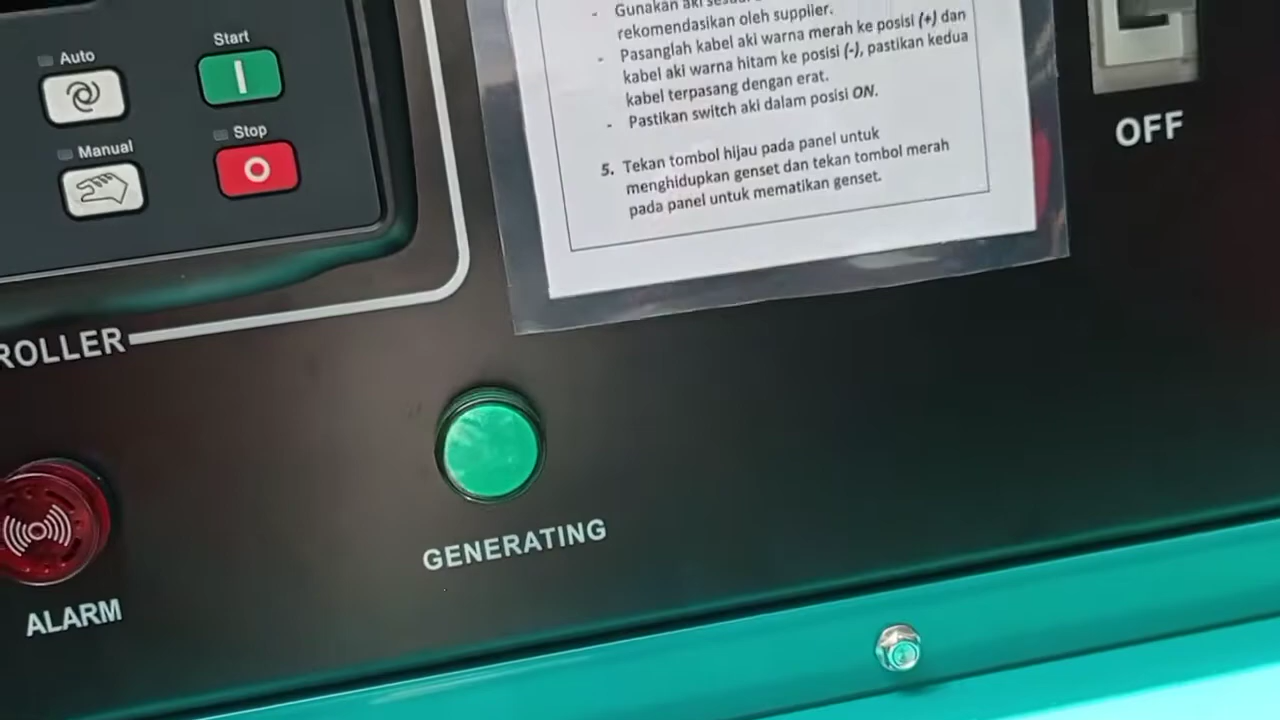 Auto
Start
Manual
Stop
ROLLER
ALARM
GENERATING
- Gunakan aki
rekomendasikan oleh supplier.
- Pasanglah kabel aki warna merah ke posisi (+) dan
kabel aki warna hitam ke posisi (-), pastikan kedua
kabel terpasang dengan erat.
- Pastikan switch aki dalam posisi ON.
5. Tekan tombol hijau pada panel untuk
menghidupkan genset dan tekan tombol merah
pada panel untuk mematikan genset.
OFF